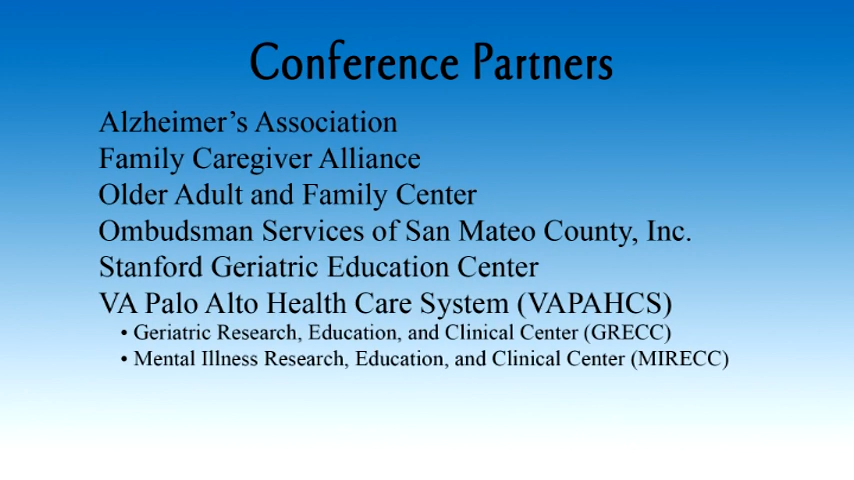 Conference Partners
Alzheimer’s Association
Family Caregiver Alliance
Older Adult and Family Center
Ombudsman Services of San Mateo County, Inc.
Stanford Geriatric Education Center
VA Palo Alto Health Care System (VAPAHCS)
• Geriatric Research, Education, and Clinical Center (GRECC)
• Mental Illness Research, Education, and Clinical Center (MIRECC)